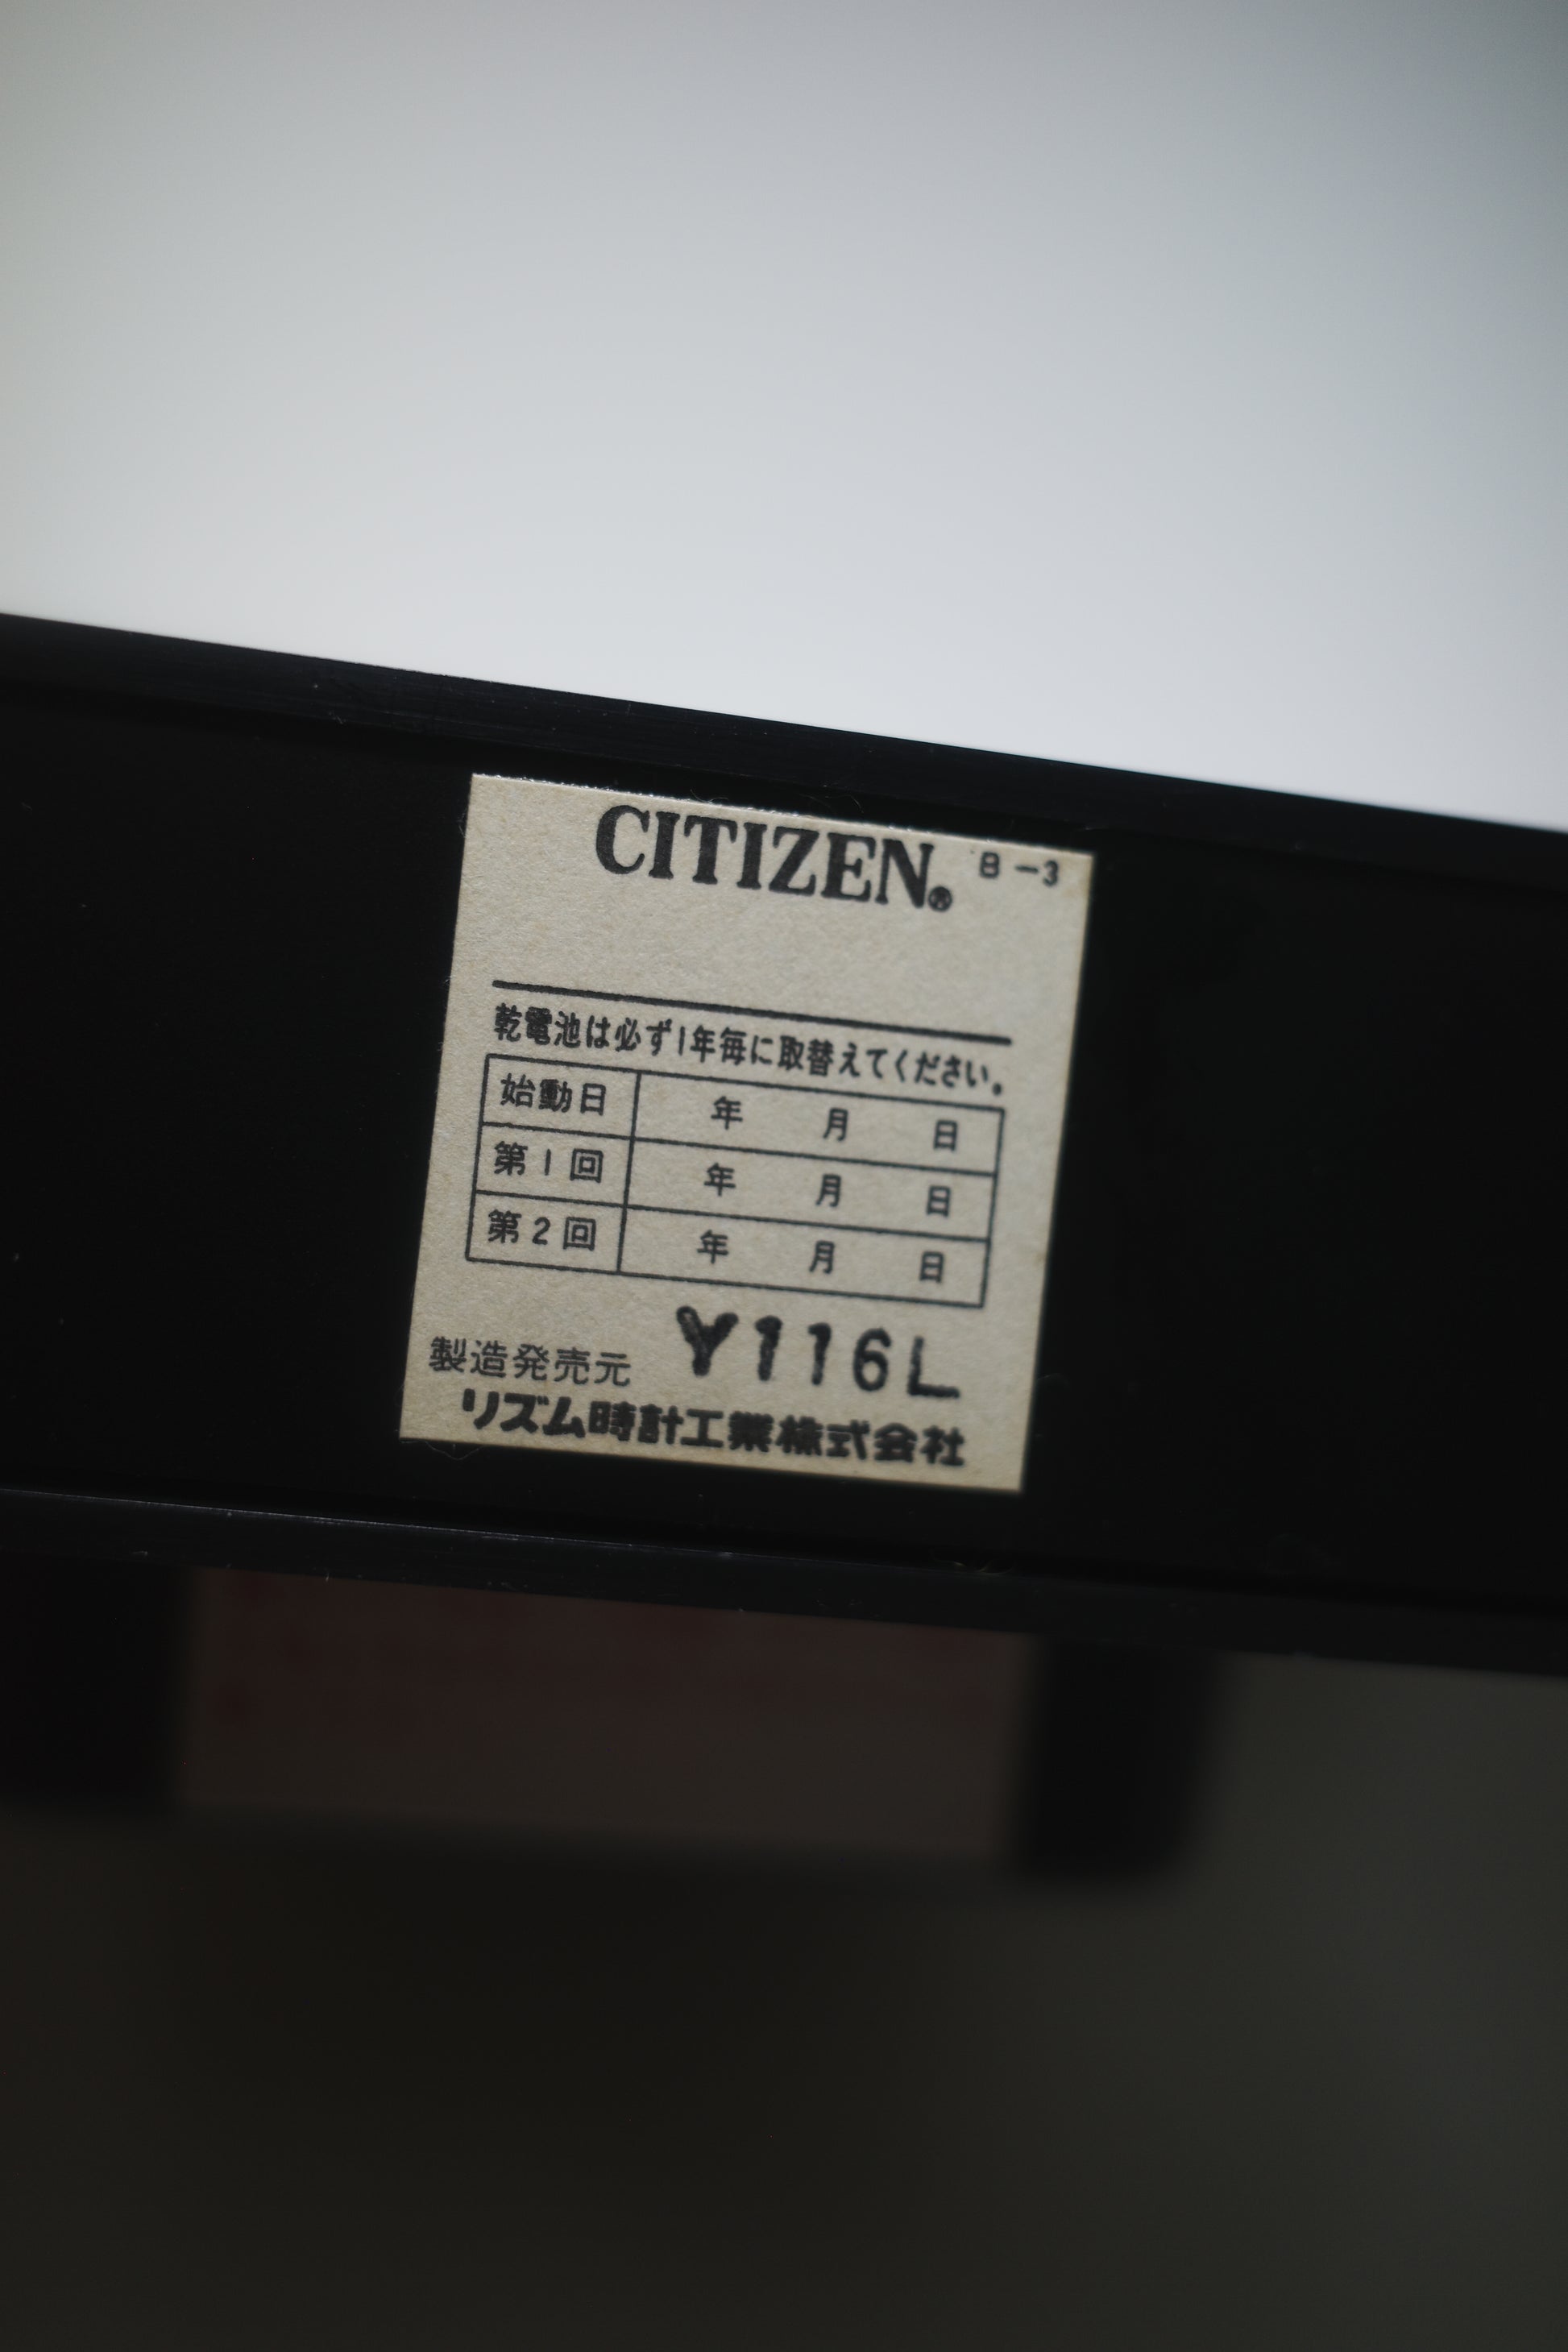 CITIZEN® B-3
乾電池は必ず1年毎に取替えてください。
始動日 年 月 日
第1回 年 月 日
第2回 年 月 日
Y116L
製造発売元
リズム時計工業株式会社